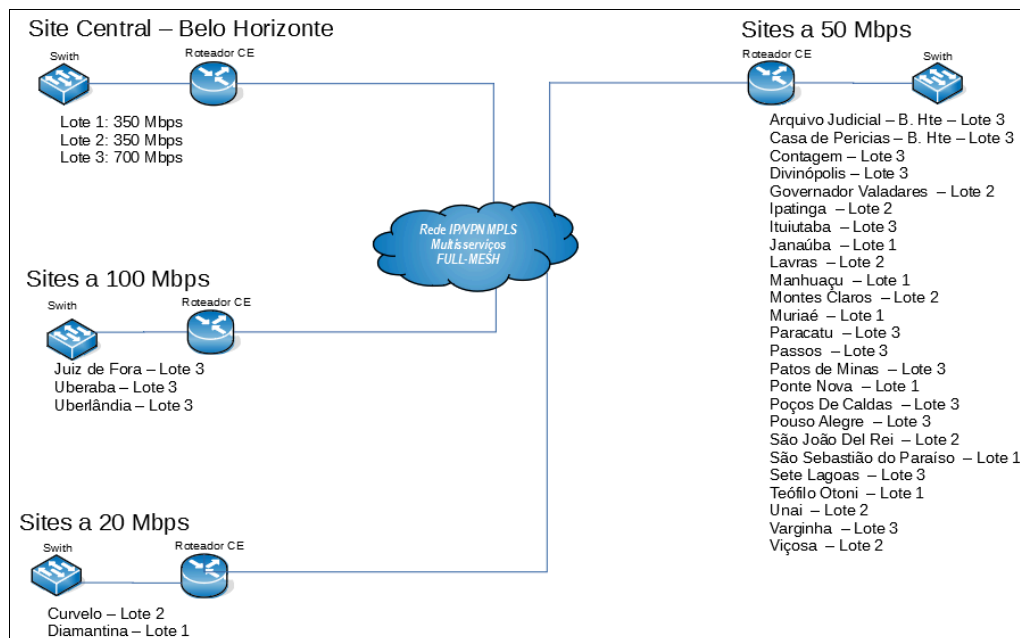 Site Central – Belo Horizonte
Swith
Roteador CE
Lote 1: 350 Mbps
Lote 2: 350 Mbps
Lote 3: 700 Mbps
Sites a 100 Mbps
Swith
Roteador CE
Juiz de Fora – Lote 3
Uberaba – Lote 3
Uberlândia – Lote 3
Sites a 20 Mbps
Swith
Roteador CE
Curvelo – Lote 2
Diamantina – Lote 1
Rede IP/VPN MPLS
Multisserviços
FULL-MESH
Sites a 50 Mbps
Roteador CE
Swith
Arquivo Judicial – B. Hte – Lote 3
Casa de Pericias – B. Hte – Lote 3
Contagem – Lote 3
Divinópolis – Lote 3
Governador Valadares – Lote 2
Ipatinga – Lote 2
Ituiutaba – Lote 3
Janaúba – Lote 1
Lavras – Lote 2
Manhuaçu – Lote 1
Montes Claros – Lote 2
Muriaé – Lote 1
Paracatu – Lote 3
Passos – Lote 3
Patos de Minas – Lote 3
Ponte Nova – Lote 1
Poços De Caldas – Lote 3
Pouso Alegre – Lote 3
São João Del Rei – Lote 2
São Sebastião do Paraíso – Lote 1
Sete Lagoas – Lote 3
Teófilo Otoni – Lote 1
Unai – Lote 2
Varginha – Lote 3
Viçosa – Lote 2